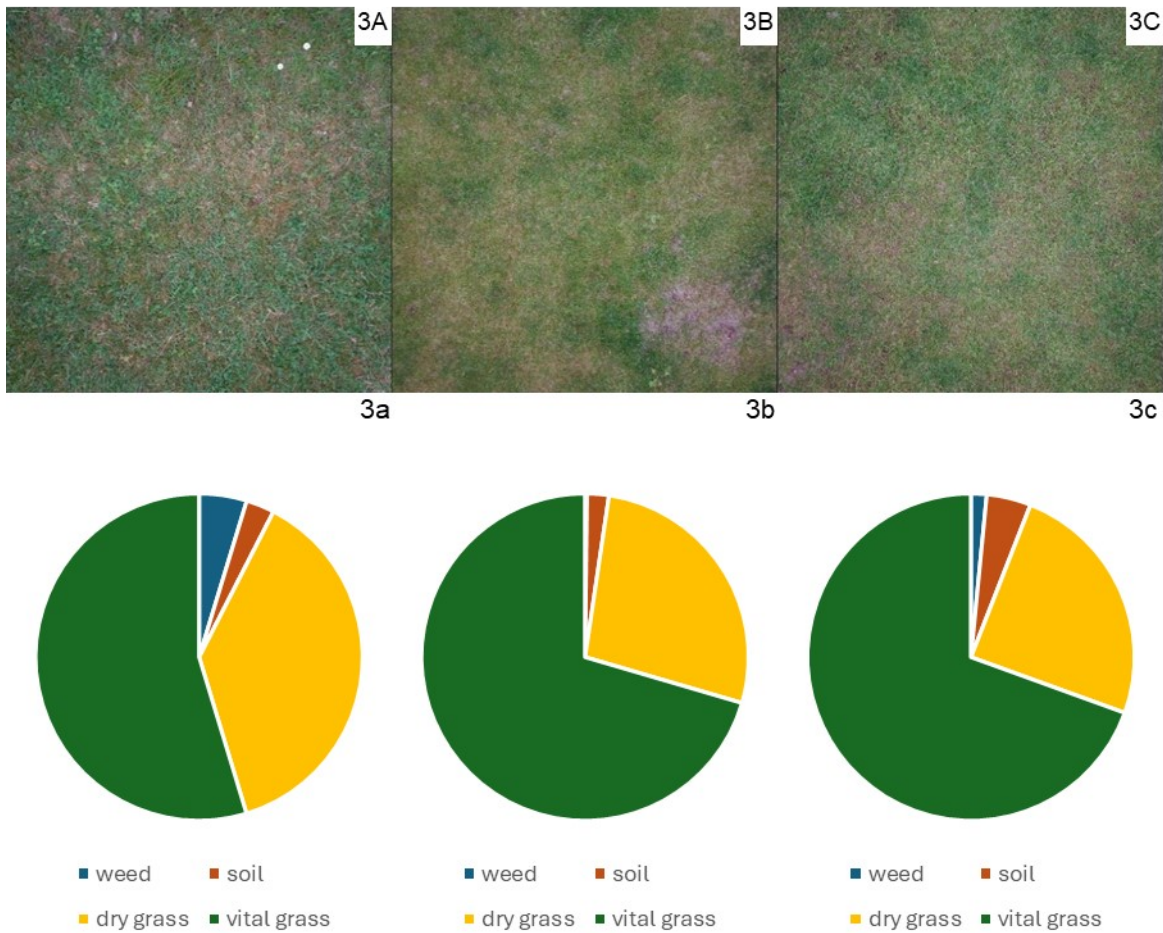 3A 3B 3C
3a 3b 3c
weed soil weed soil weed soil
dry grass vital grass dry grass vital grass dry grass vital grass